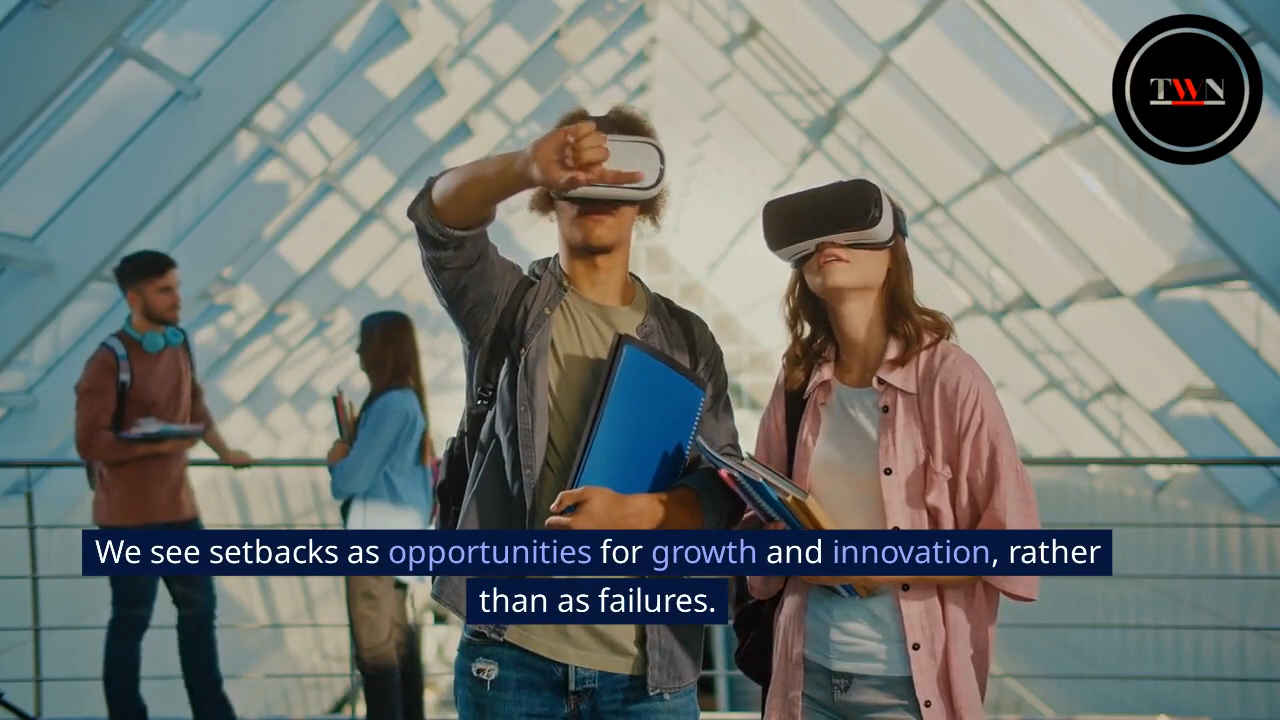 TWN
We see setbacks as opportunities for growth and innovation, rather
than as failures.